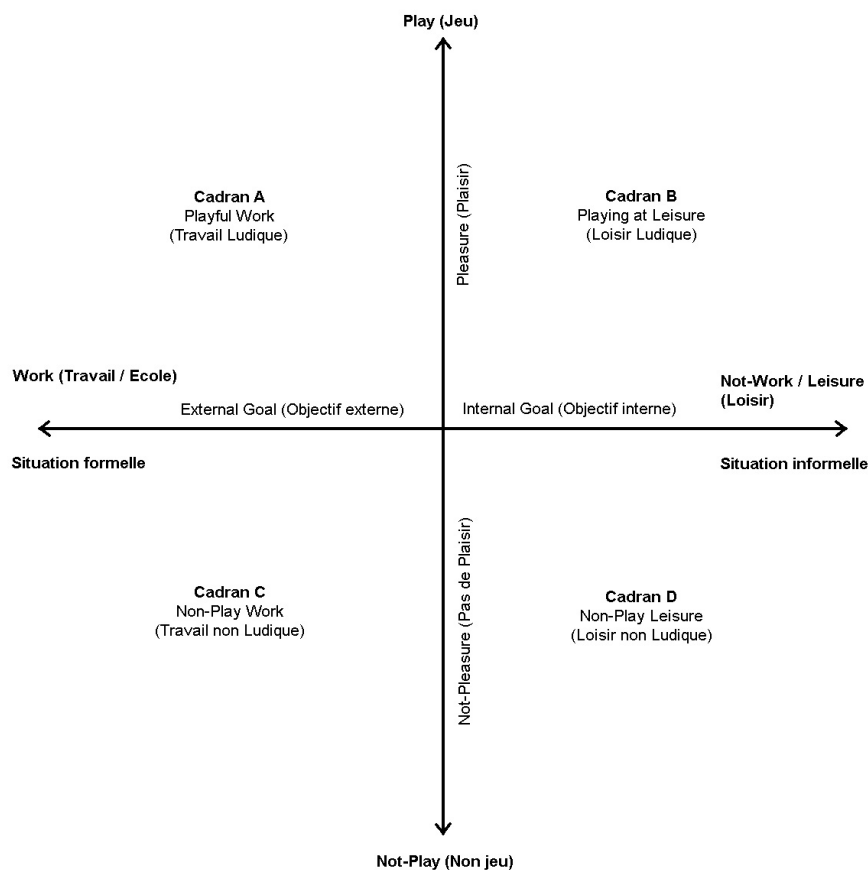 Play (Jeu)
Pleasure (Plaisir)
Cadran A
Playful Work
(Travail Ludique)
Cadran B
Playing at Leisure
(Loisir Ludique)
Work (Travail / Ecole)
Not-Work / Leisure
(Loisir)
External Goal (Objectif externe)
Internal Goal (Objectif interne)
Situation formelle
Situation informelle
Not-Pleasure (Pas de Plaisir)
Cadran C
Non-Play Work
(Travail non Ludique)
Cadran D
Non-Play Leisure
(Loisir non Ludique)
Not-Play (Non jeu)